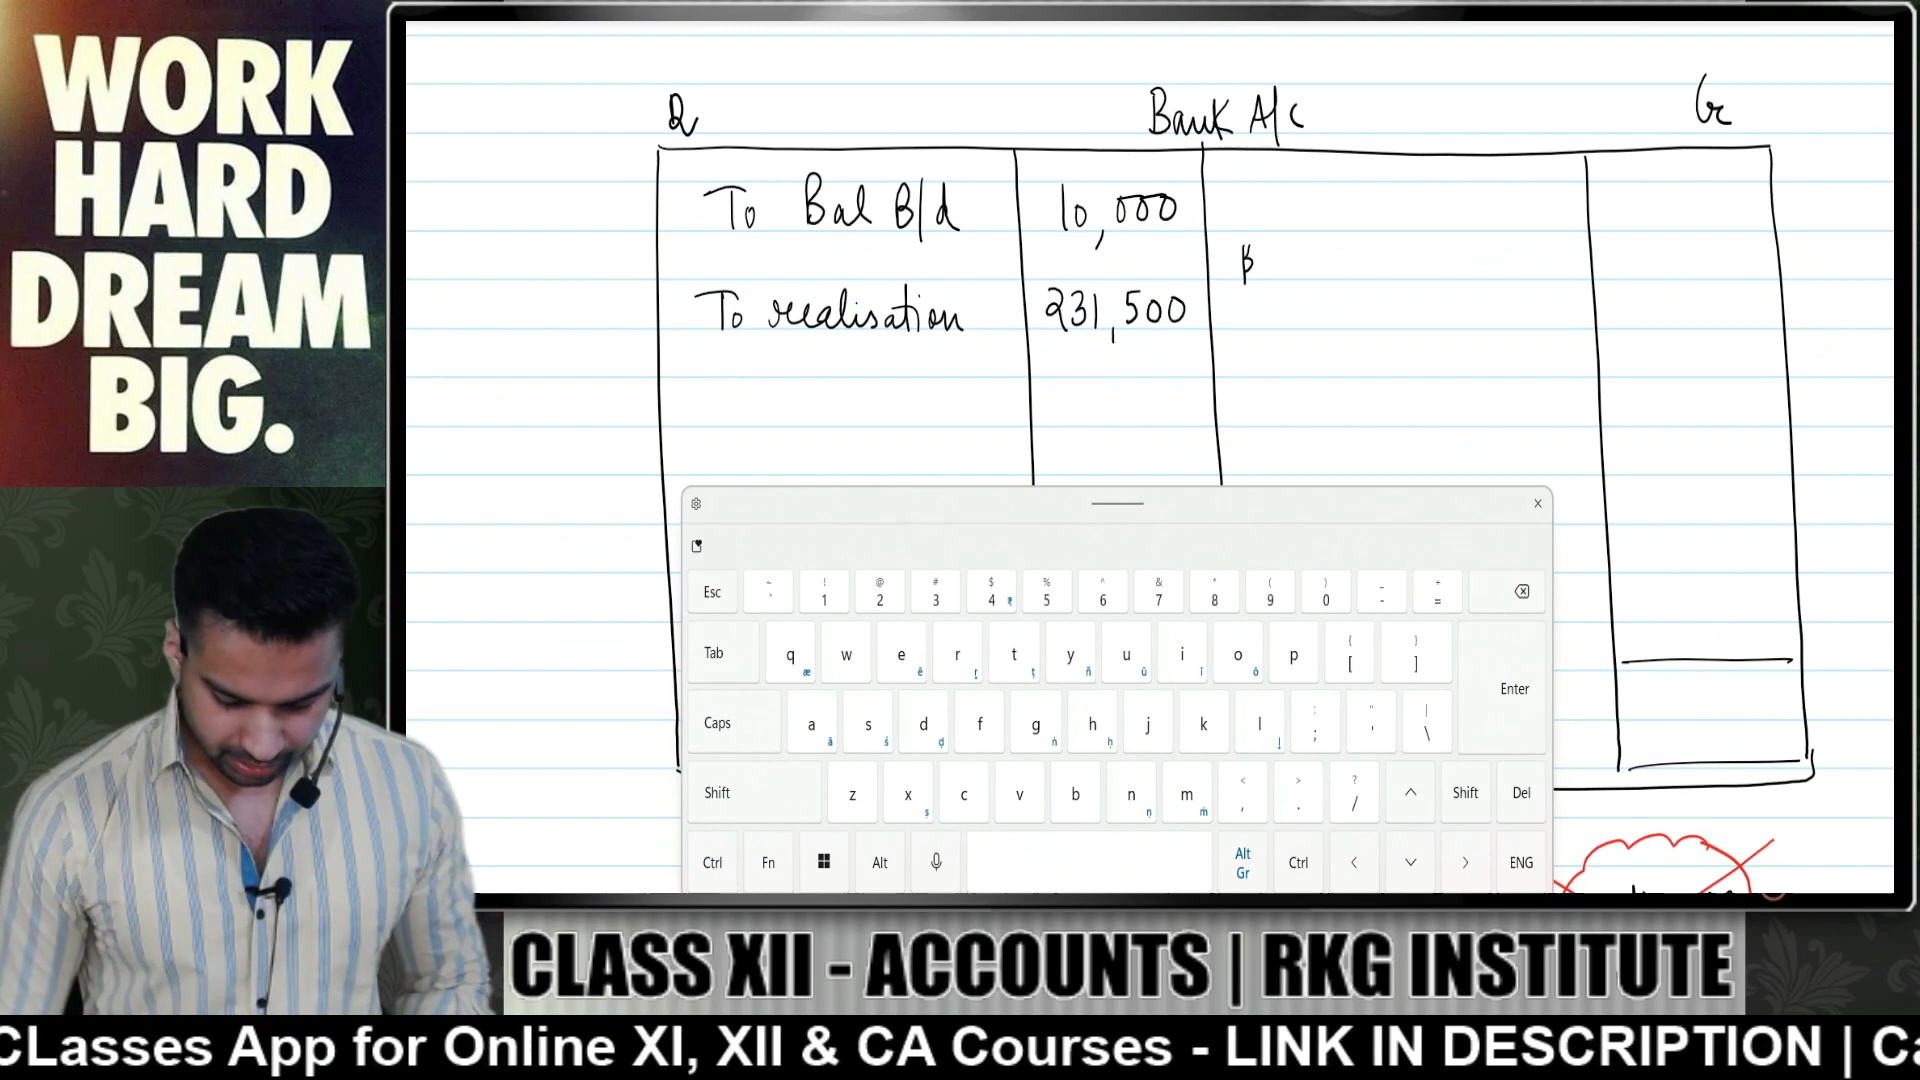 WORK
HARD
DREAM
BIG.
Dr Bank A/c Cr
To Bal B/d 10,000
To realisation 231,500
Esc ~ ` ! 1 @ 2 # 3 $ 4 ₹ % 5 ^ 6 & 7 * 8 ( 9 ) 0 _ - + =
Tab q æ w e ē r r̥ t ṭ y ñ u ū i ī o ō p { [ } ]
Enter
Caps a ā s ś d ḍ f g ṅ h ḥ j k l ḷ : ; " ' | \
Shift z x ṣ c v b n ṇ m ṁ < , > . ? / Shift Del
Ctrl Fn Alt Alt Gr Ctrl ENG
CLASS XII - ACCOUNTS | RKG INSTITUTE
CLasses App for Online XI, XII & CA Courses - LINK IN DESCRIPTION | Ca